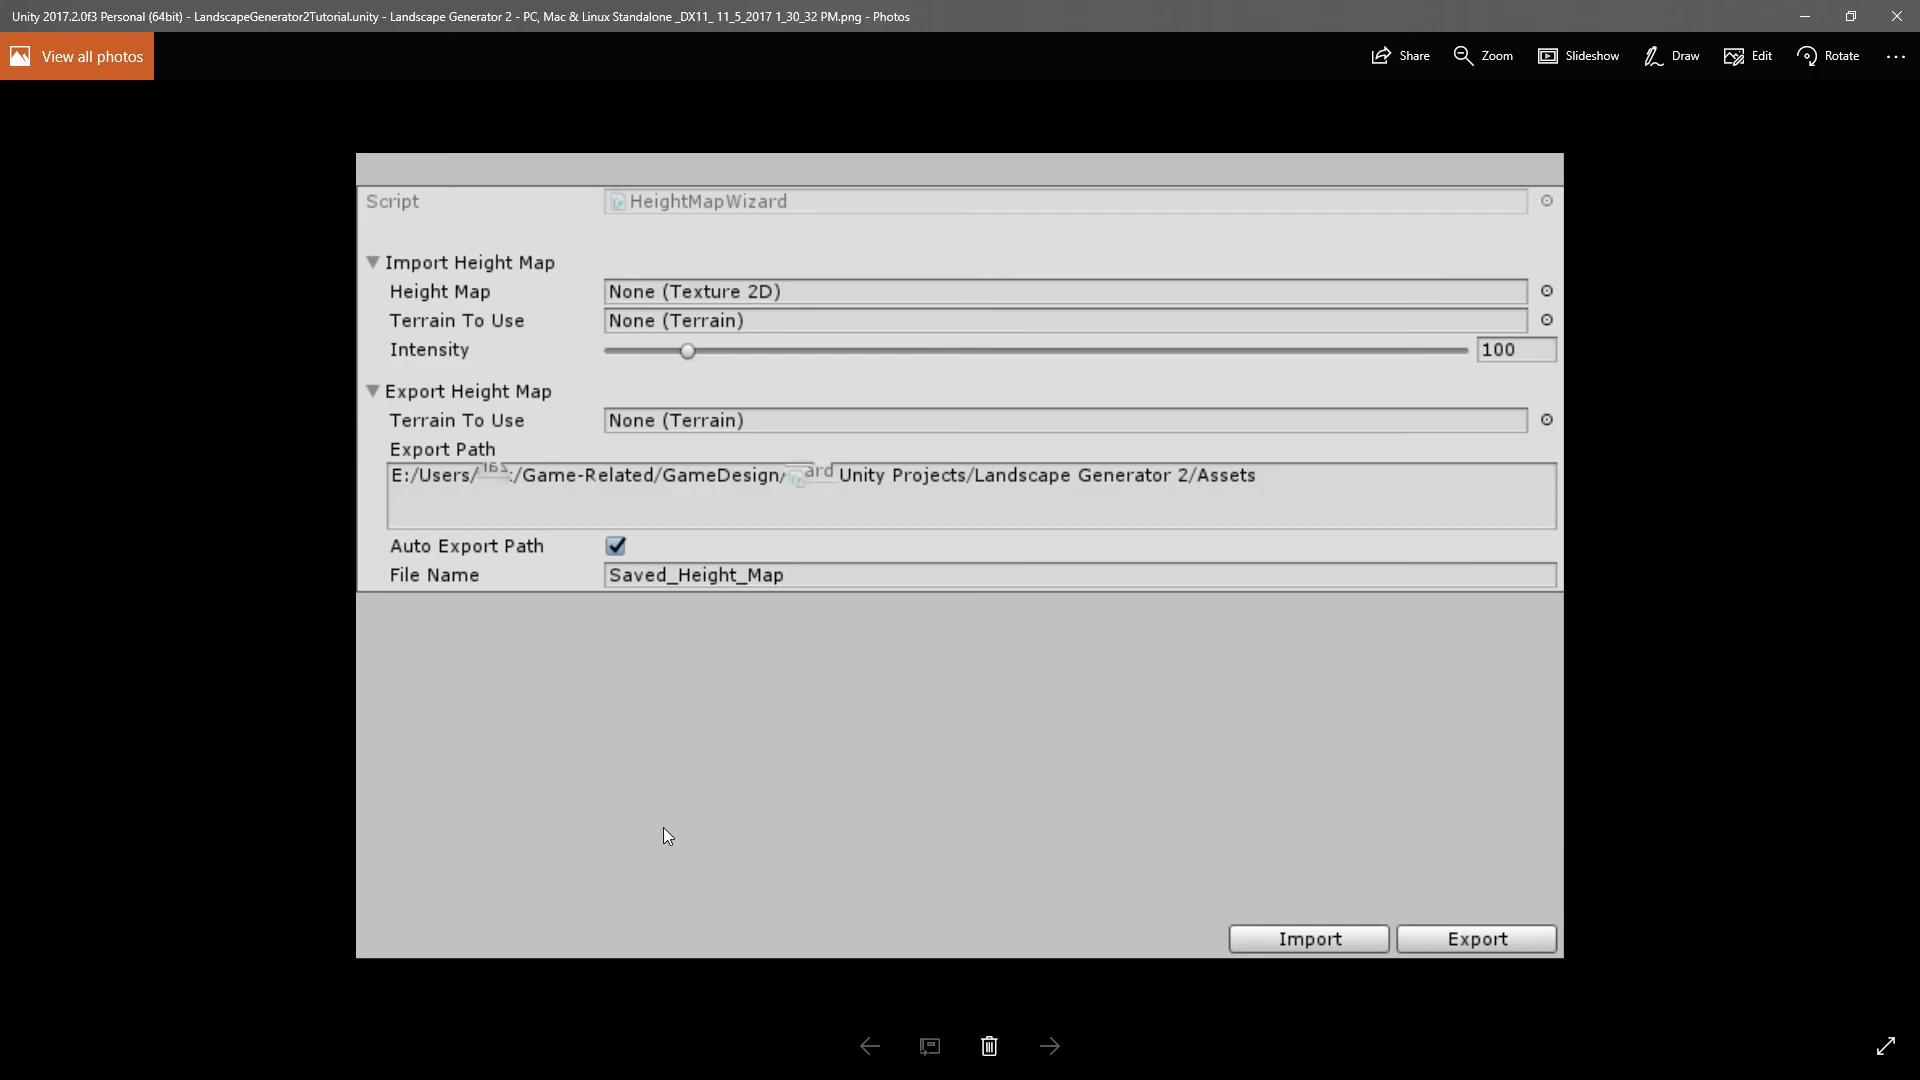 Unity 2017.2.0f3 Personal (64bit) - LandscapeGenerator2Tutorial.unity - Landscape Generator 2 - PC, Mac & Linux Standalone _DX11_ 11_5_2017 1_30_32 PM.png - Photos
View all photos
Share Zoom Slideshow Draw Edit Rotate
Script HeightMapWizard
Import Height Map
Height Map None (Texture 2D)
Terrain To Use None (Terrain)
Intensity 100
Export Height Map
Terrain To Use None (Terrain)
Export Path
E:/Users/ :/Game-Related/GameDesign/ Unity Projects/Landscape Generator 2/Assets
Auto Export Path
File Name Saved_Height_Map
Import Export